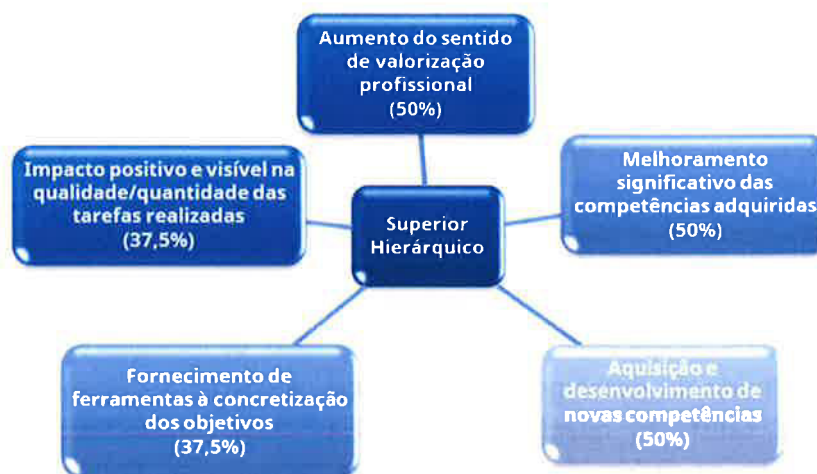 Aumento do sentido
de valorização
profissional
(50%)
Impacto positivo e visível na
qualidade/quantidade das
tarefas realizadas
(37,5%)
Melhoramento
significativo das
competências adquiridas
(50%)
Superior
Hierárquico
Fornecimento de
ferramentas à concretização
dos objetivos
(37,5%)
Aquisição e
desenvolvimento de
novas competências
(50%)